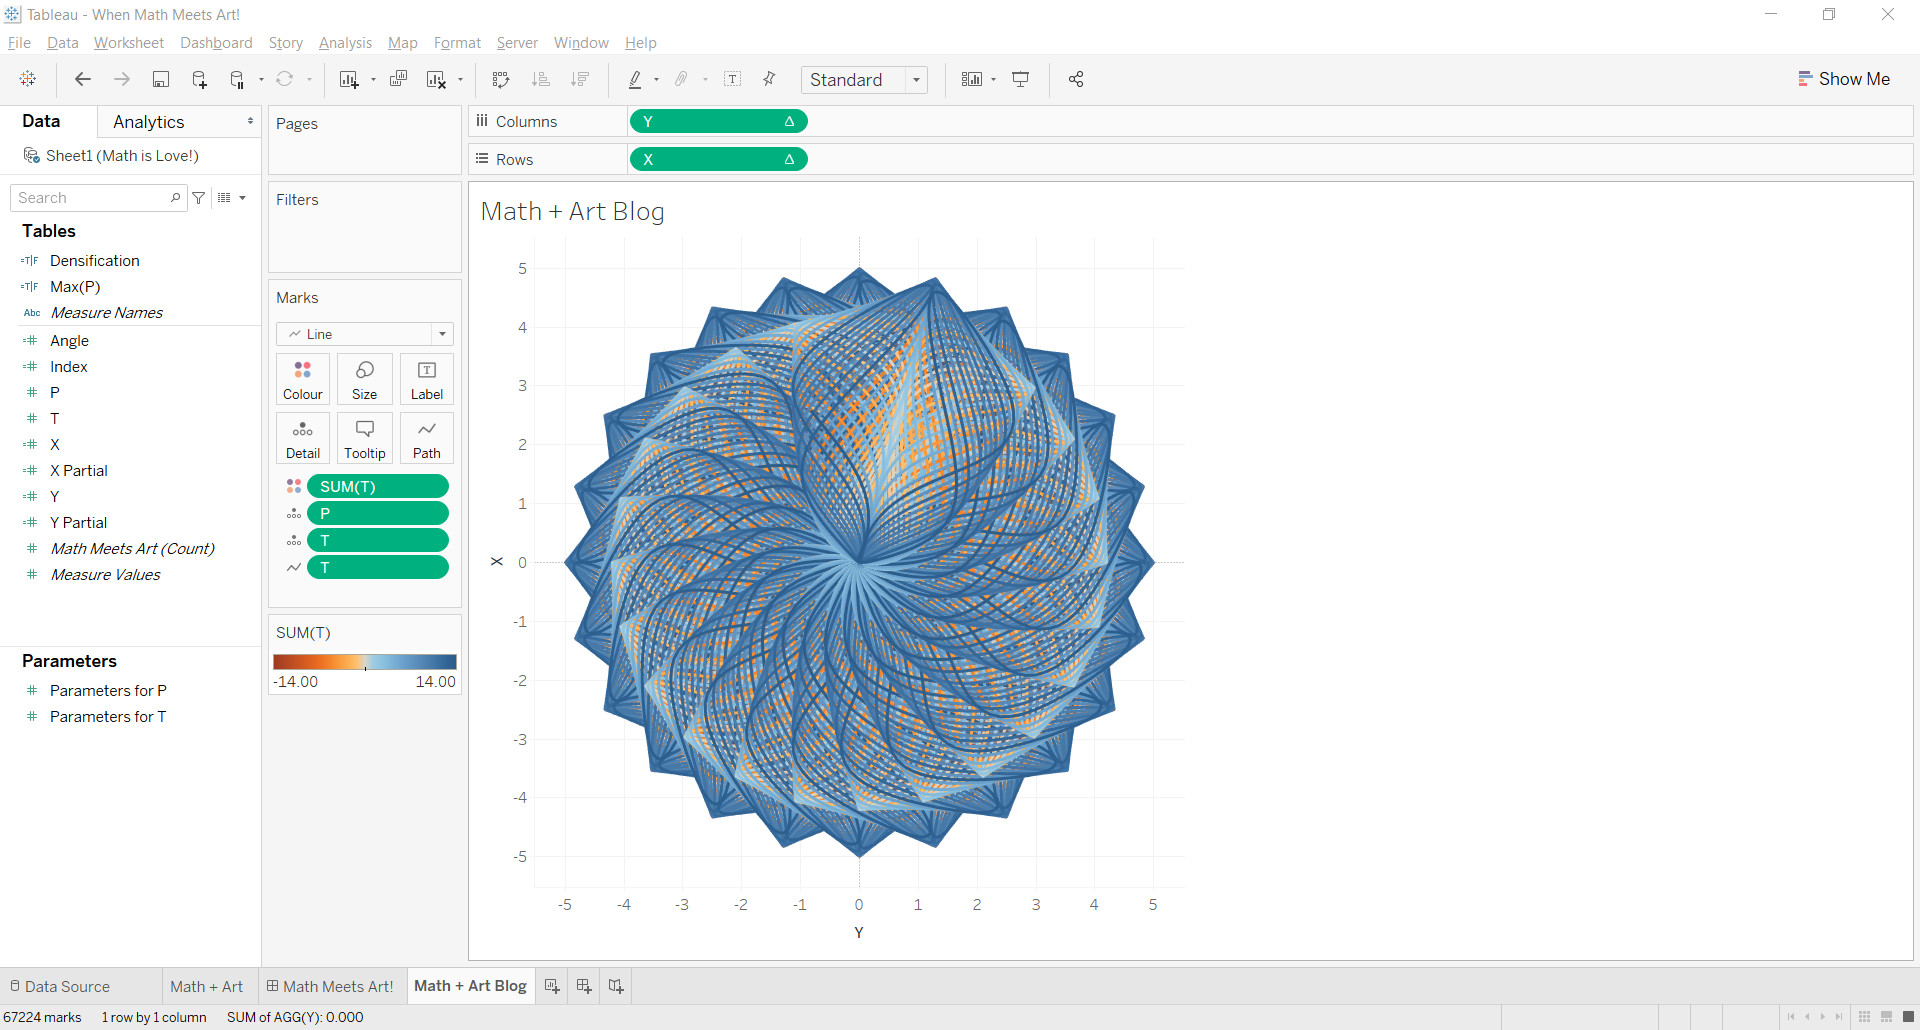 Tableau - When Math Meets Art!
File Data Worksheet Dashboard Story Analysis Map Format Server Window Help
Standard
Show Me
Data Analytics
Sheet1 (Math is Love!)
Search
Tables
=T|F Densification
=T|F Max(P)
Abc Measure Names
Angle
Index
P
T
X
X Partial
Y
Y Partial
Math Meets Art (Count)
Measure Values
Parameters
Parameters for P
Parameters for T
Pages
Filters
Marks
Line
Colour Size Label
Detail Tooltip Path
SUM(T)
P
T
T
SUM(T)
-14.00 14.00
Columns Y
Rows X
Math + Art Blog
5
4
3
2
1
X 0
-1
-2
-3
-4
-5
-5 -4 -3 -2 -1 0 1 2 3 4 5
Y
Data Source Math + Art Math Meets Art! Math + Art Blog
67224 marks 1 row by 1 column SUM of AGG(Y): 0.000